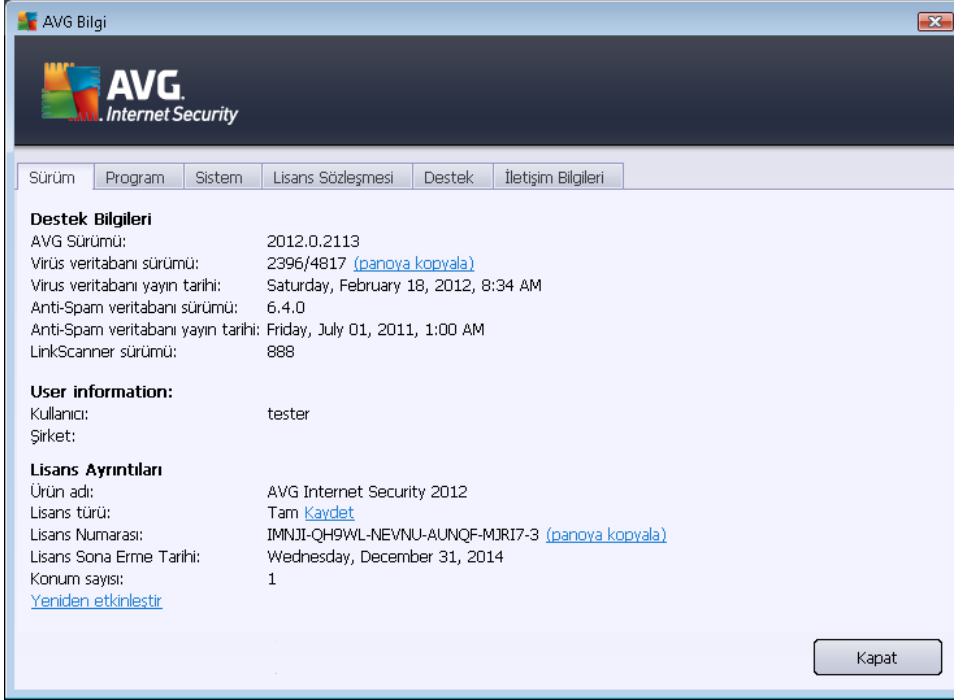 AVG Bilgi
AVG.
Internet Security
Sürüm Program Sistem Lisans Sözleşmesi Destek İletişim Bilgileri
Destek Bilgileri
AVG Sürümü: 2012.0.2113
Virüs veritabanı sürümü: 2396/4817 (panoya kopyala)
Virus veritabanı yayın tarihi: Saturday, February 18, 2012, 8:34 AM
Anti-Spam veritabanı sürümü: 6.4.0
Anti-Spam veritabanı yayın tarihi: Friday, July 01, 2011, 1:00 AM
LinkScanner sürümü: 888
User information:
Kullanıcı: tester
Şirket:
Lisans Ayrıntıları
Ürün adı: AVG Internet Security 2012
Lisans türü: Tam Kaydet
Lisans Numarası: IMNJI-QH9WL-NEVNU-AUNQF-MJRI7-3 (panoya kopyala)
Lisans Sona Erme Tarihi: Wednesday, December 31, 2014
Konum sayısı: 1
Yeniden etkinleştir
Kapat